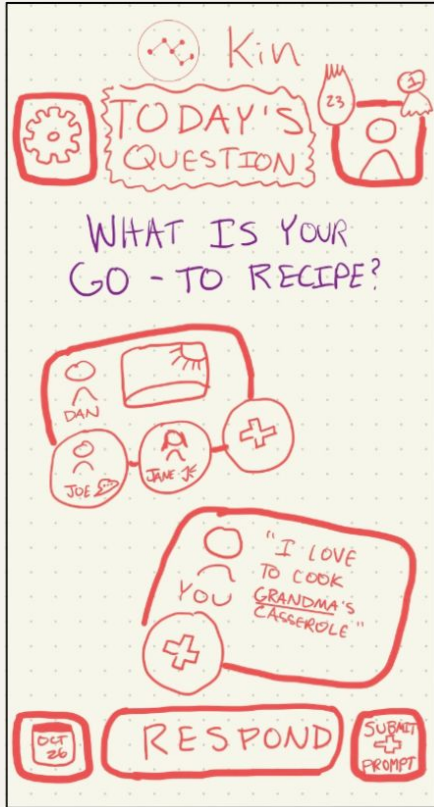 Kin
TODAY'S
QUESTION
23
1
WHAT IS YOUR
GO-TO RECIPE?
DAN
JOE
JANE
"I LOVE
TO COOK
GRANDMA'S
CASSEROLE"
YOU
OCT
26
RESPOND
SUBMIT
PROMPT